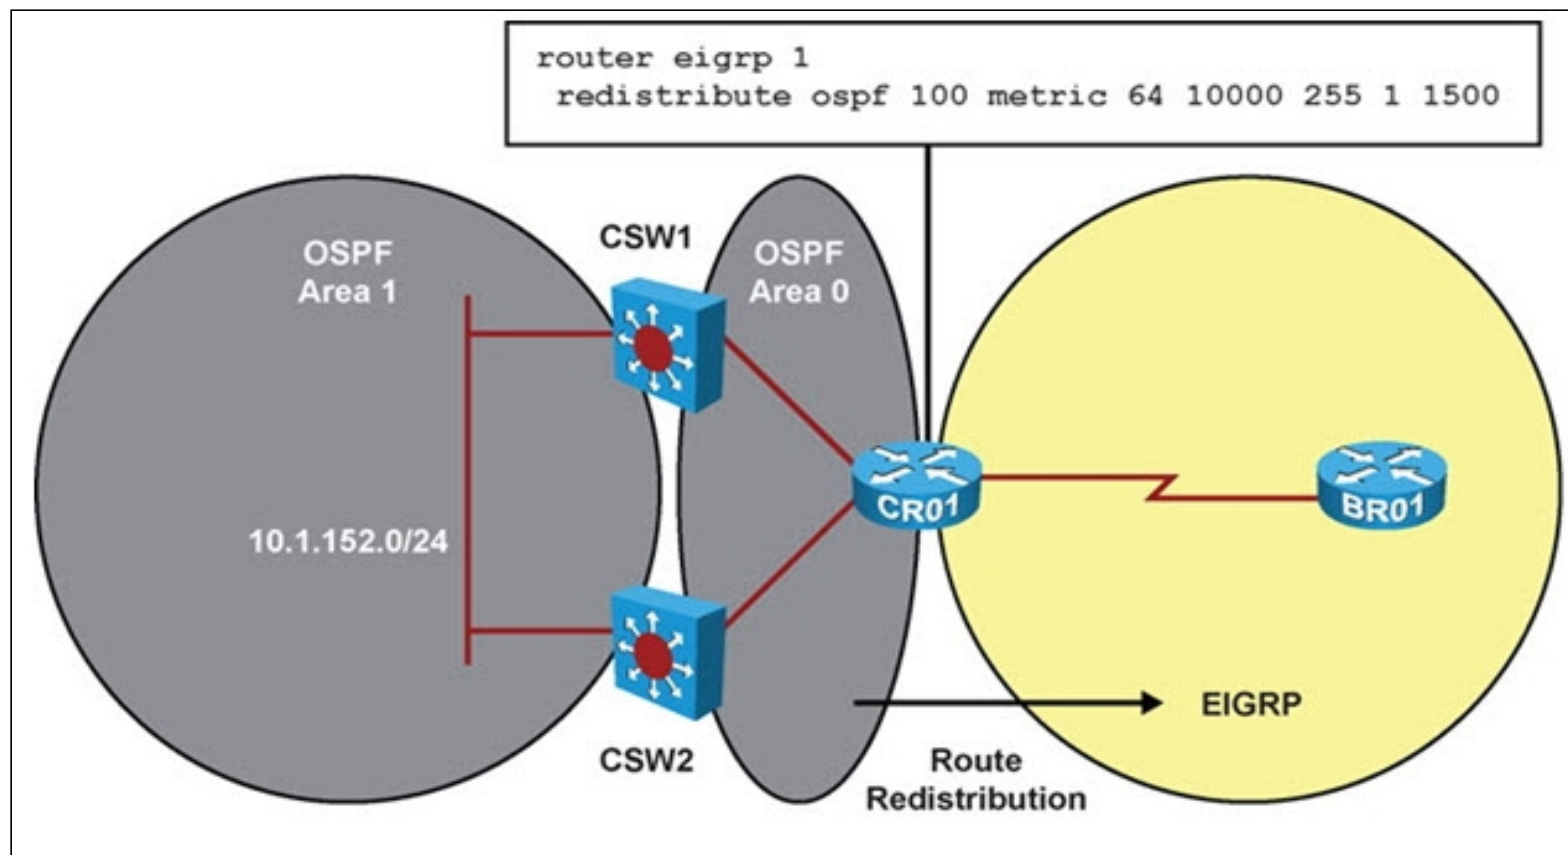 router eigrp 1
redistribute ospf 100 metric 64 10000 255 1 1500
CSW1
OSPF
Area 1
OSPF
Area 0
CR01
BR01
10.1.152.0/24
EIGRP
CSW2
Route
Redistribution